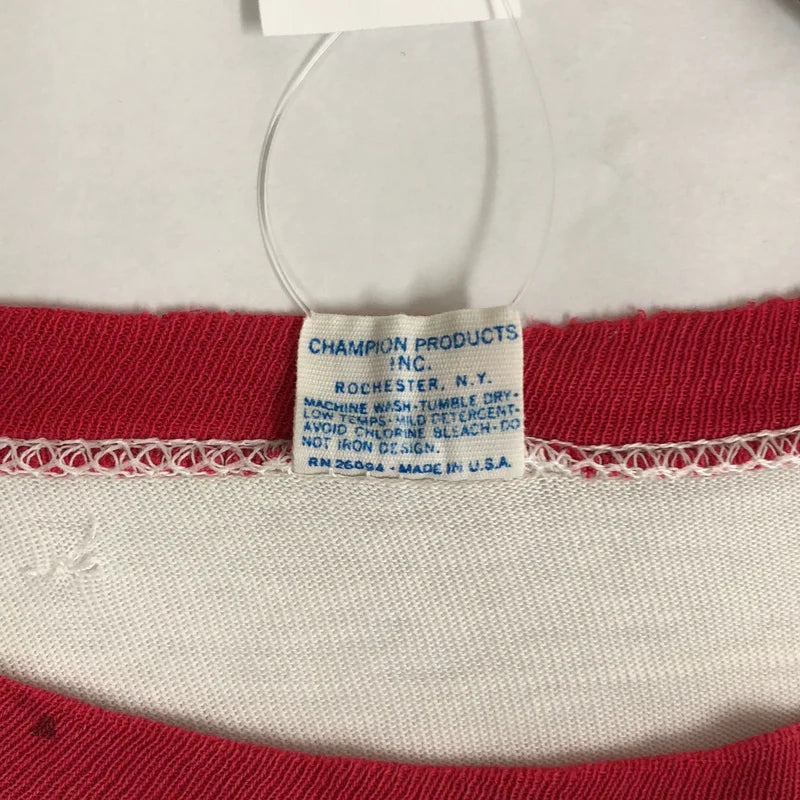 CHAMPION PRODUCTS
INC.
ROCHESTER, N.Y.
MACHINE WASH-TUMBLE DRY-
LOW TEMPS-MILD DETERGENT-
AVOID CHLORINE BLEACH-DO
NOT IRON DESIGN.
RN 26094 · MADE IN U.S.A.